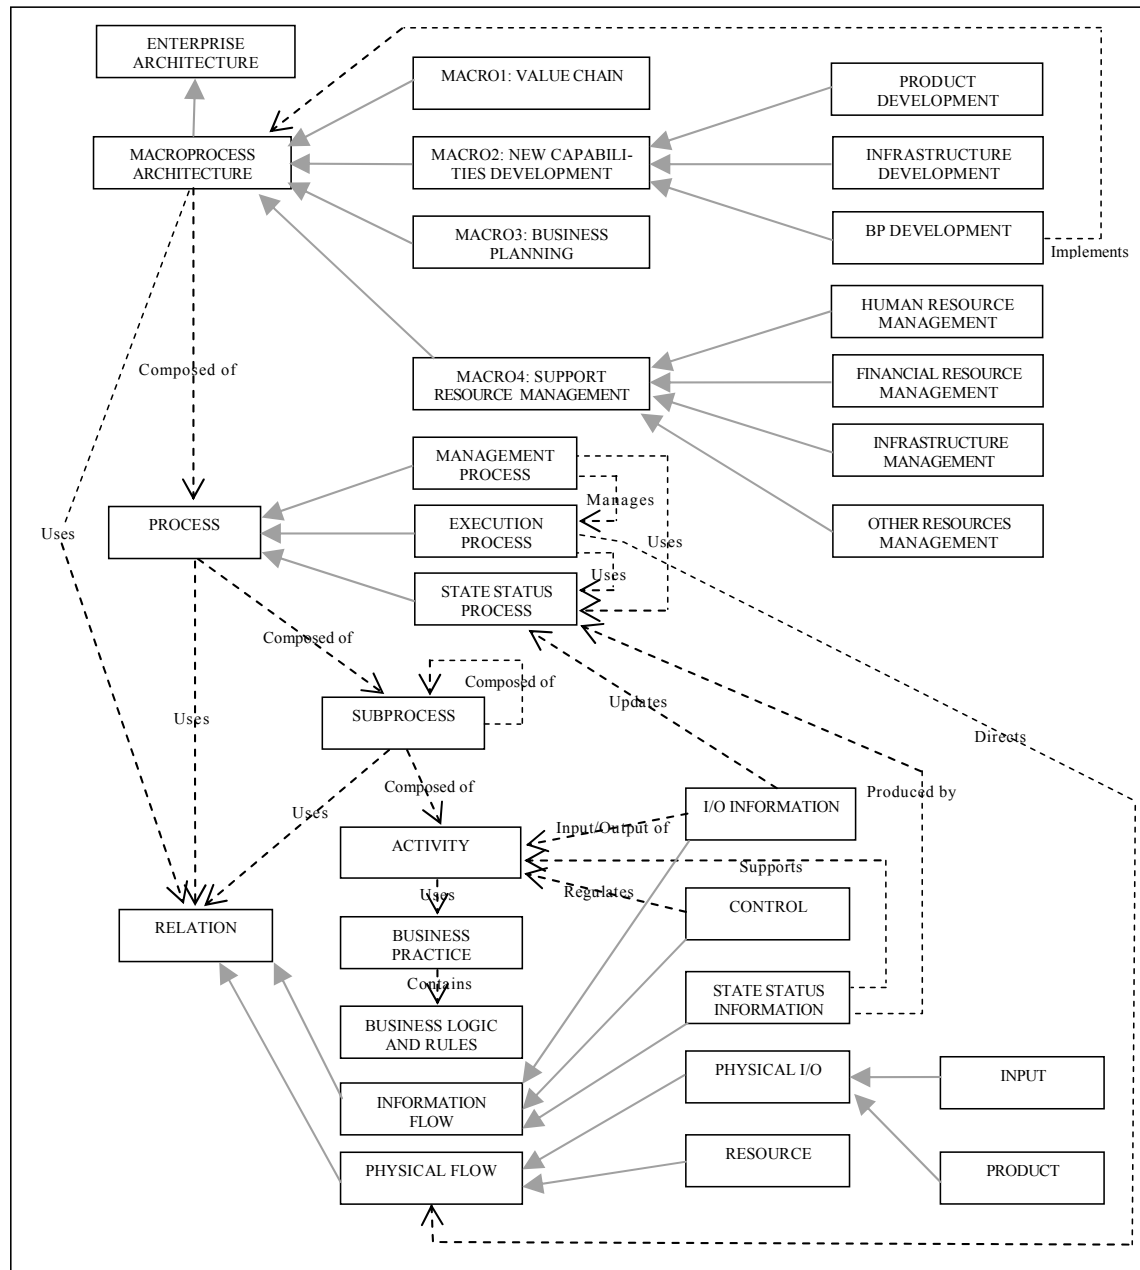 ENTERPRISE
ARCHITECTURE
MACRO1: VALUE CHAIN
PRODUCT
DEVELOPMENT
MACROPROCESS
ARCHITECTURE
MACRO2: NEW CAPABILI-
TIES DEVELOPMENT
INFRASTRUCTURE
DEVELOPMENT
MACRO3: BUSINESS
PLANNING
BP DEVELOPMENT
Implements
HUMAN RESOURCE
MANAGEMENT
Composed of
MACRO4: SUPPORT
RESOURCE MANAGEMENT
FINANCIAL RESOURCE
MANAGEMENT
INFRASTRUCTURE
MANAGEMENT
OTHER RESOURCES
MANAGEMENT
MANAGEMENT
PROCESS
Manages
Uses
PROCESS
EXECUTION
PROCESS
Uses
Uses
STATE STATUS
PROCESS
Composed of
Composed of
SUBPROCESS
Uses
Updates
Directs
Composed of
Uses
Produced by
I/O INFORMATION
Input/Output of
ACTIVITY
Supports
Uses
Regulates
CONTROL
RELATION
BUSINESS
PRACTICE
Contains
STATE STATUS
INFORMATION
BUSINESS LOGIC
AND RULES
PHYSICAL I/O
INPUT
INFORMATION
FLOW
RESOURCE
PHYSICAL FLOW
PRODUCT